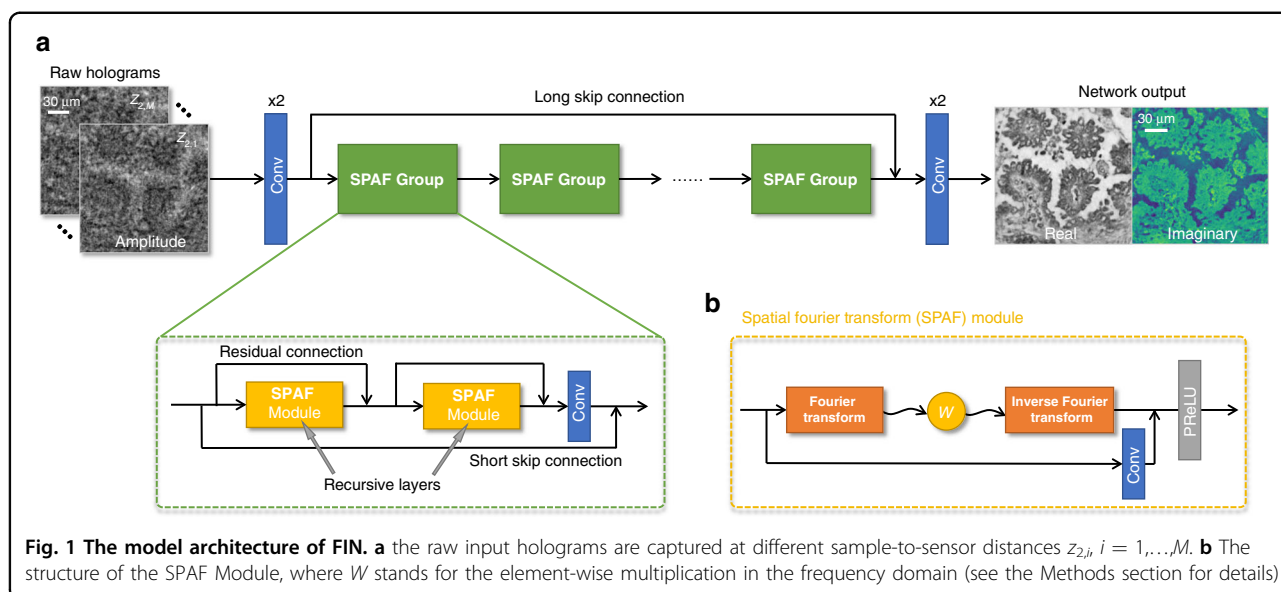 a
Raw holograms
30 μm
Z2,M
Z2,1
Amplitude
x2
Conv
Long skip connection
SPAF Group
SPAF Group
......
SPAF Group
x2
Conv
Network output
30 μm
Real
Imaginary
Residual connection
SPAF
Module
SPAF
Module
Conv
Short skip connection
Recursive layers
b
Spatial fourier transform (SPAF) module
Fourier
transform
W
Inverse Fourier
transform
Conv
PReLU
Fig. 1 The model architecture of FIN. a the raw input holograms are captured at different sample-to-sensor distances z2,i, i = 1,...,M. b The
structure of the SPAF Module, where W stands for the element-wise multiplication in the frequency domain (see the Methods section for details)